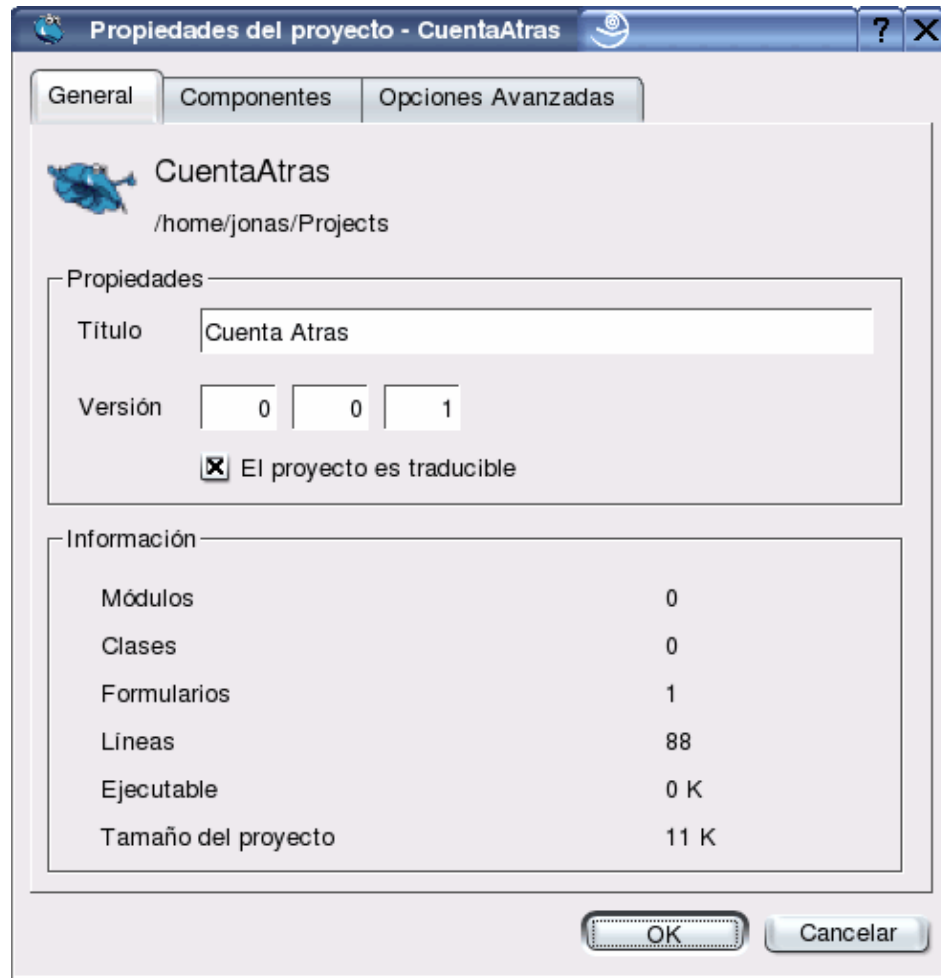 Propiedades del proyecto - CuentaAtras
General Componentes Opciones Avanzadas
CuentaAtras
/home/jonas/Projects
Propiedades
Título Cuenta Atras
Versión 0 0 1
El proyecto es traducible
Información
Módulos 0
Clases 0
Formularios 1
Líneas 88
Ejecutable 0 K
Tamaño del proyecto 11 K
OK Cancelar